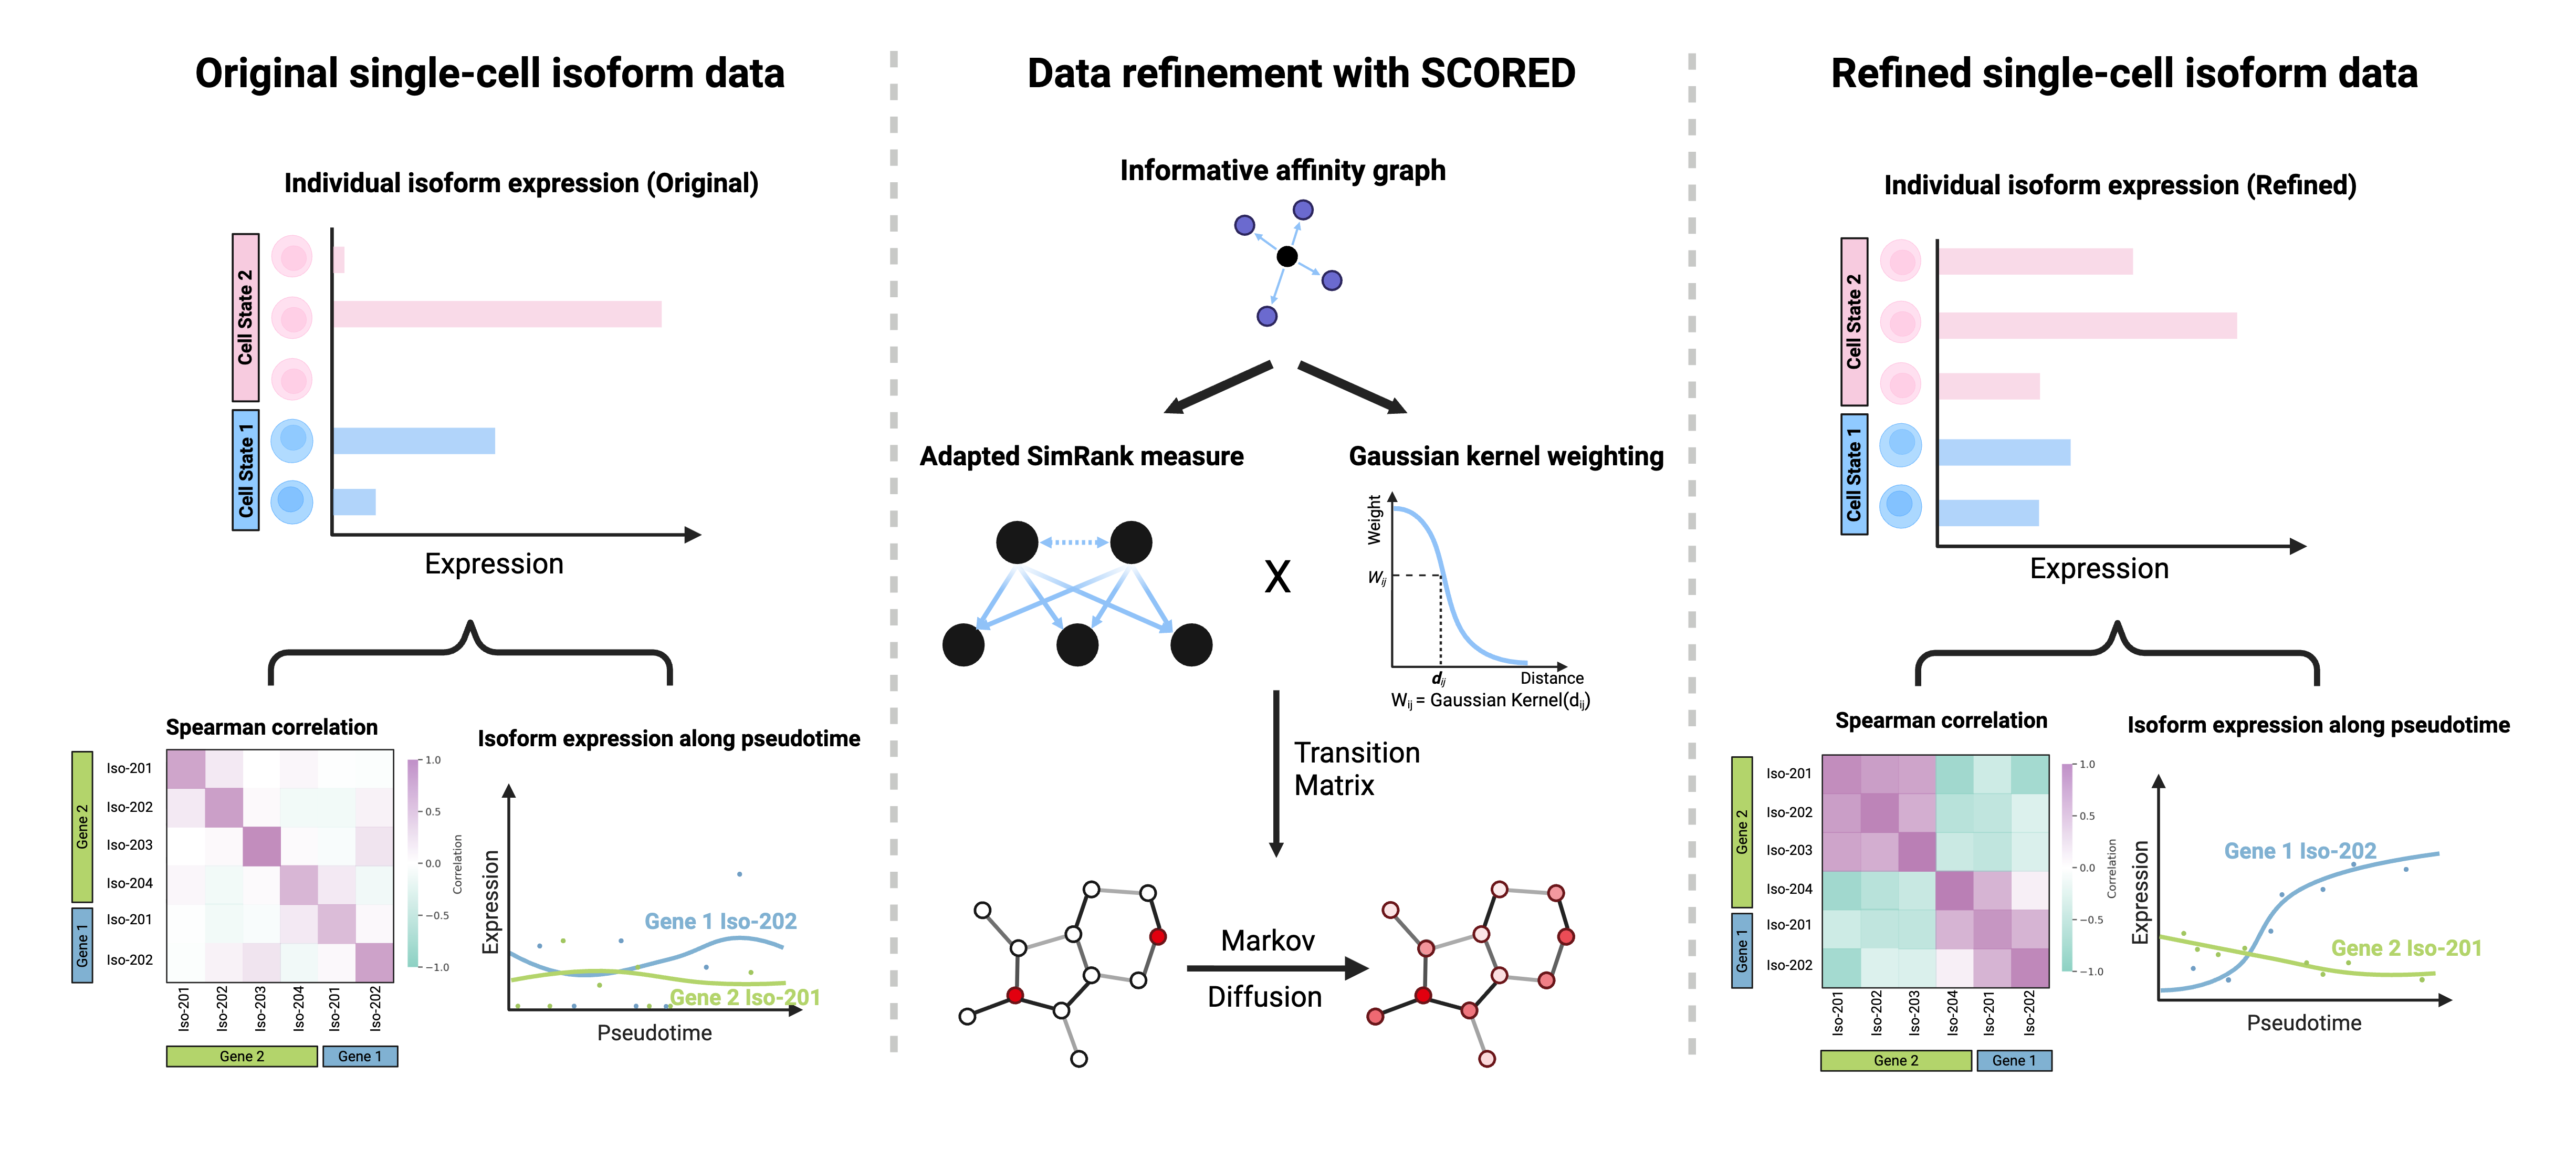 Original single-cell isoform data
Individual isoform expression (Original)
Cell State 2
Cell State 1
Expression
Spearman correlation
Gene 2
Gene 1
Iso-201
Iso-202
Iso-203
Iso-204
Iso-201
Iso-202
Iso-201
Iso-202
Iso-203
Iso-204
Iso-201
Iso-202
Gene 2
Gene 1
1.0
0.5
0.0
−0.5
−1.0
Correlation
Isoform expression along pseudotime
Expression
Gene 1 Iso-202
Gene 2 Iso-201
Pseudotime
Data refinement with SCORED
Informative affinity graph
Adapted SimRank measure
X
Gaussian kernel weighting
Weight
Wij
dij
Distance
Wij = Gaussian Kernel(dij)
Transition
Matrix
Markov
Diffusion
Refined single-cell isoform data
Individual isoform expression (Refined)
Cell State 2
Cell State 1
Expression
Spearman correlation
Gene 2
Gene 1
Iso-201
Iso-202
Iso-203
Iso-204
Iso-201
Iso-202
Iso-201
Iso-202
Iso-203
Iso-204
Iso-201
Iso-202
Gene 2
Gene 1
1.0
0.5
0.0
−0.5
−1.0
Correlation
Isoform expression along pseudotime
Expression
Gene 1 Iso-202
Gene 2 Iso-201
Pseudotime